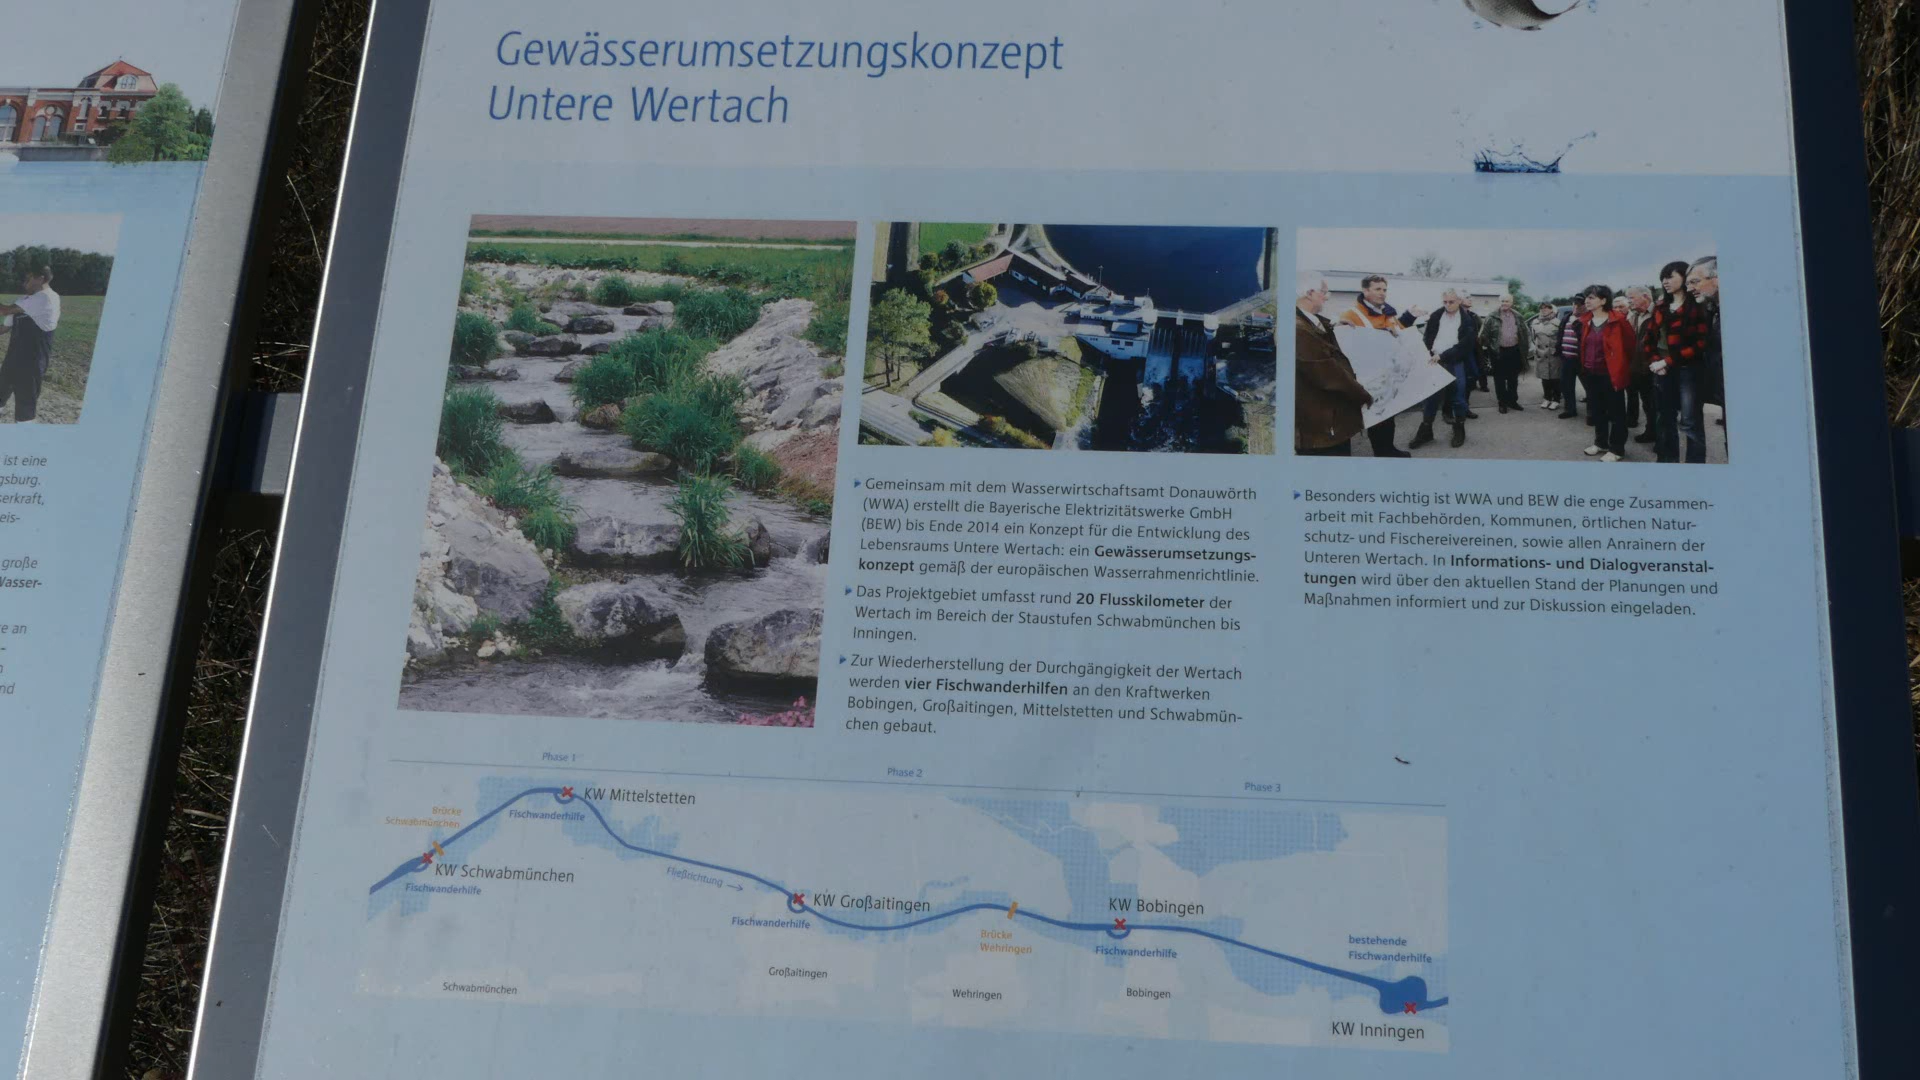 Gewässerumsetzungskonzept
Untere Wertach
ist eine
gsburg.
serkraft,
eis-
große
Wasser-
e an
-
nd
Gemeinsam mit dem Wasserwirtschaftsamt Donauwörth
(WWA) erstellt die Bayerische Elektrizitätswerke GmbH
(BEW) bis Ende 2014 ein Konzept für die Entwicklung des
Lebensraums Untere Wertach: ein Gewässerumsetzungs-
konzept gemäß der europäischen Wasserrahmenrichtlinie.
Das Projektgebiet umfasst rund 20 Flusskilometer der
Wertach im Bereich der Staustufen Schwabmünchen bis
Inningen.
Zur Wiederherstellung der Durchgängigkeit der Wertach
werden vier Fischwanderhilfen an den Kraftwerken
Bobingen, Großaitingen, Mittelstetten und Schwabmün-
chen gebaut.
Besonders wichtig ist WWA und BEW die enge Zusammen-
arbeit mit Fachbehörden, Kommunen, örtlichen Natur-
schutz- und Fischereivereinen, sowie allen Anrainern der
Unteren Wertach. In Informations- und Dialogveranstal-
tungen wird über den aktuellen Stand der Planungen und
Maßnahmen informiert und zur Diskussion eingeladen.
Phase 1
Phase 2
Phase 3
KW Mittelstetten
Fischwanderhilfe
Brücke
Schwabmünchen
KW Schwabmünchen
Fischwanderhilfe
Fließrichtung
KW Großaitingen
Fischwanderhilfe
Brücke
Wehringen
KW Bobingen
Fischwanderhilfe
bestehende
Fischwanderhilfe
KW Inningen
Schwabmünchen
Großaitingen
Wehringen
Bobingen